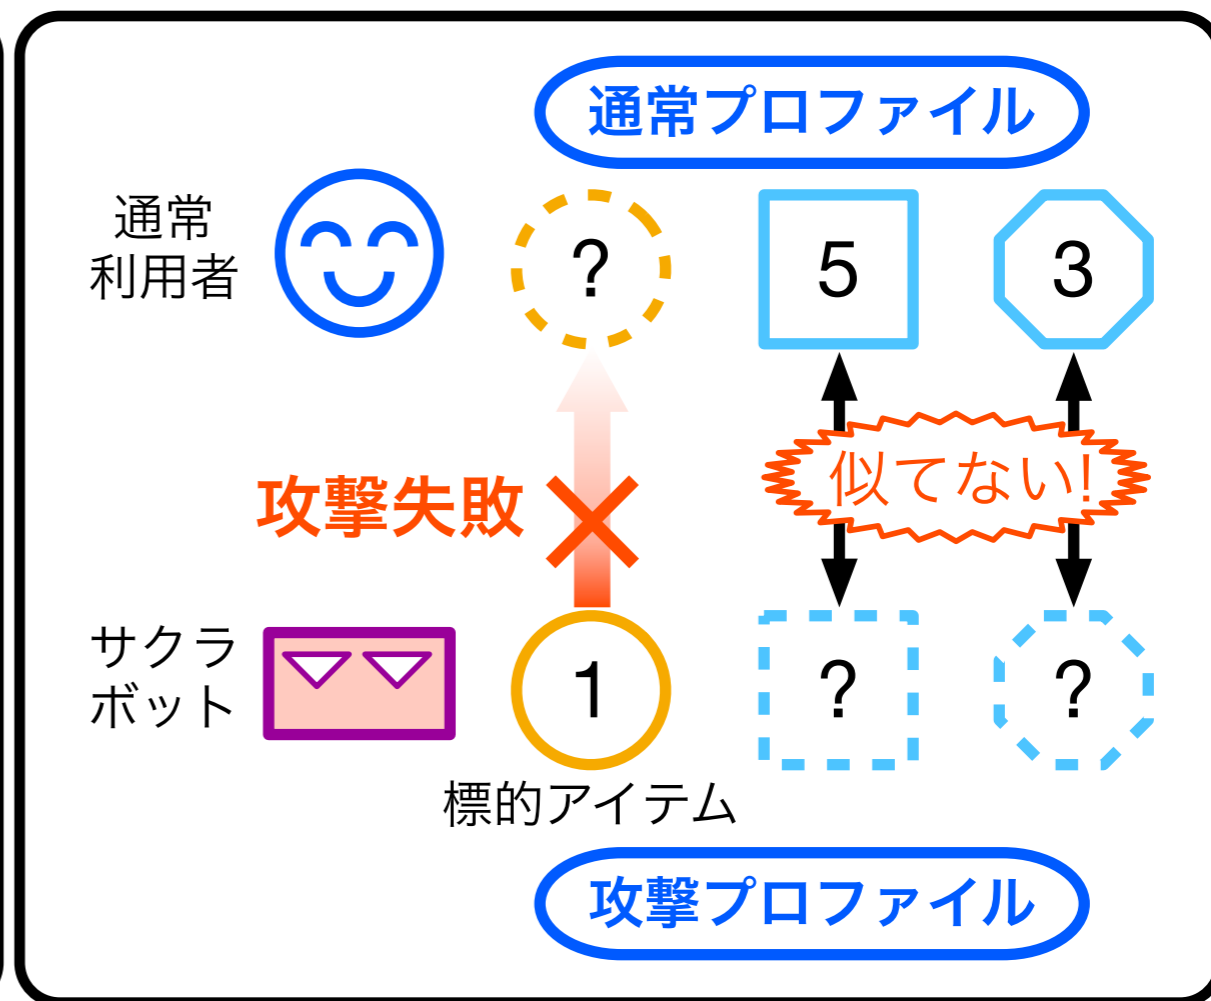 通常プロファイル
通常
利用者
?
5
3
攻撃失敗
似てない!
サクラ
ボット
1
?
?
標的アイテム
攻撃プロファイル